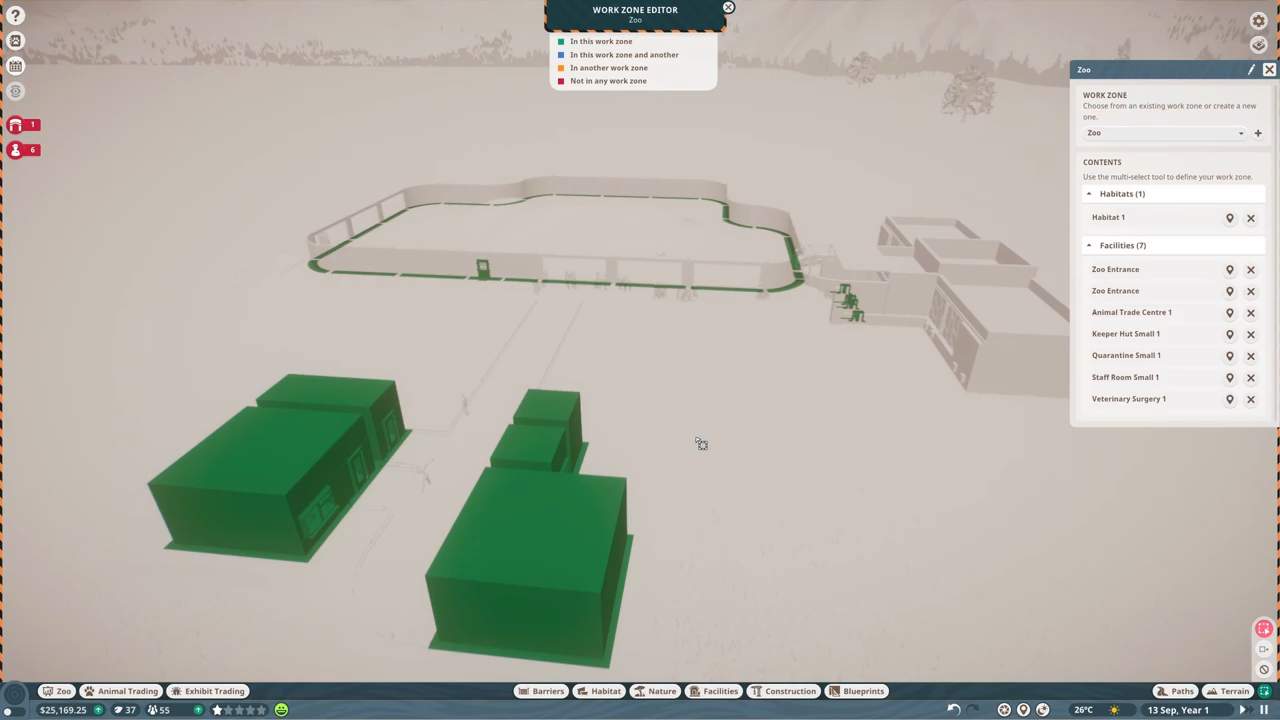 WORK ZONE EDITOR
Zoo
In this work zone
In this work zone and another
In another work zone
Not in any work zone
1
6
Zoo
WORK ZONE
Choose from an existing work zone or create a new
one.
Zoo
CONTENTS
Use the multi-select tool to define your work zone.
Habitats (1)
Habitat 1
Facilities (7)
Zoo Entrance
Zoo Entrance
Animal Trade Centre 1
Keeper Hut Small 1
Quarantine Small 1
Staff Room Small 1
Veterinary Surgery 1
Zoo Animal Trading Exhibit Trading Barriers Habitat Nature Facilities Construction Blueprints Paths Terrain
$25,169.25 37 55 26°C 13 Sep, Year 1